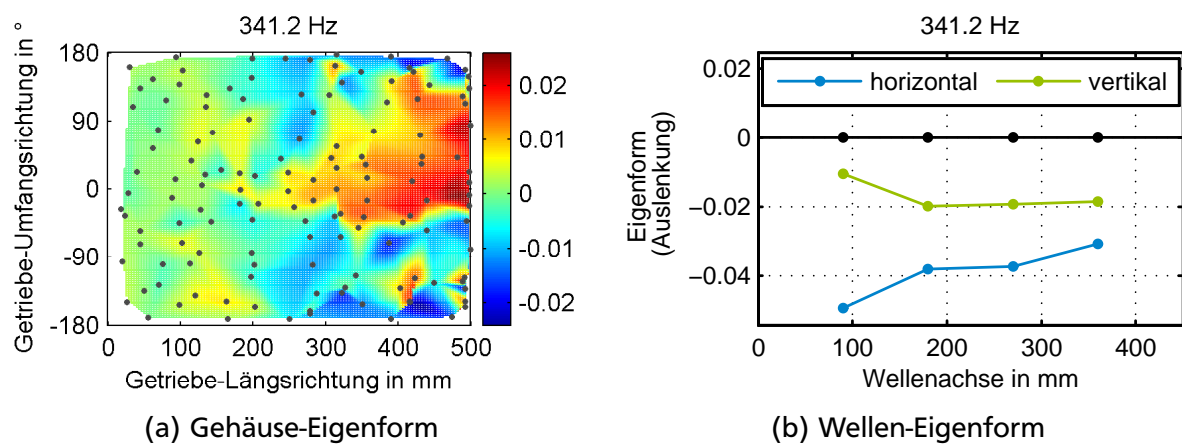 341.2 Hz
Getriebe-Umfangsrichtung in °
180
90
0
-90
-180
0 100 200 300 400 500
Getriebe-Längsrichtung in mm
0.02
0.01
0
-0.01
-0.02
(a) Gehäuse-Eigenform
341.2 Hz
horizontal vertikal
Eigenform
(Auslenkung)
0.02
0
−0.02
−0.04
0 100 200 300 400
Wellenachse in mm
(b) Wellen-Eigenform